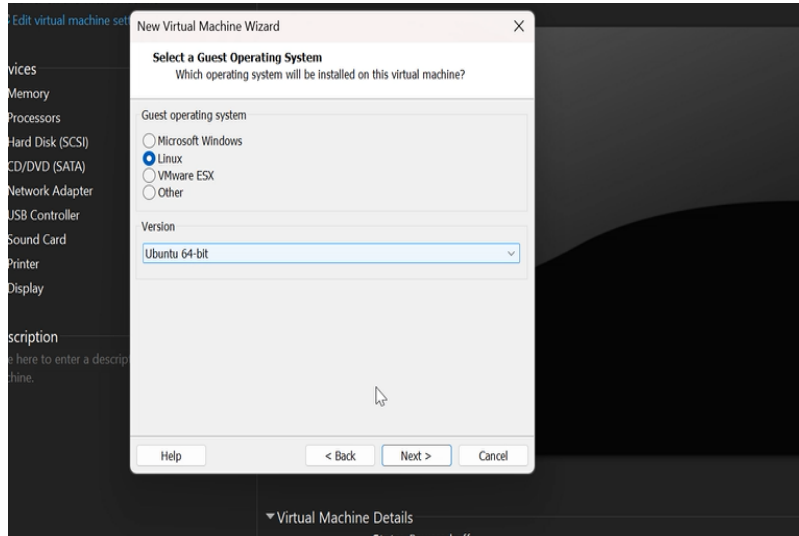 Edit virtual machine set
New Virtual Machine Wizard
Select a Guest Operating System
Which operating system will be installed on this virtual machine?
vices
Memory
Processors
Hard Disk (SCSI)
CD/DVD (SATA)
Network Adapter
USB Controller
Sound Card
Printer
Display
scription
e here to enter a descrip
chine.
Guest operating system
Microsoft Windows
Linux
VMware ESX
Other
Version
Ubuntu 64-bit
Help
< Back
Next >
Cancel
Virtual Machine Details